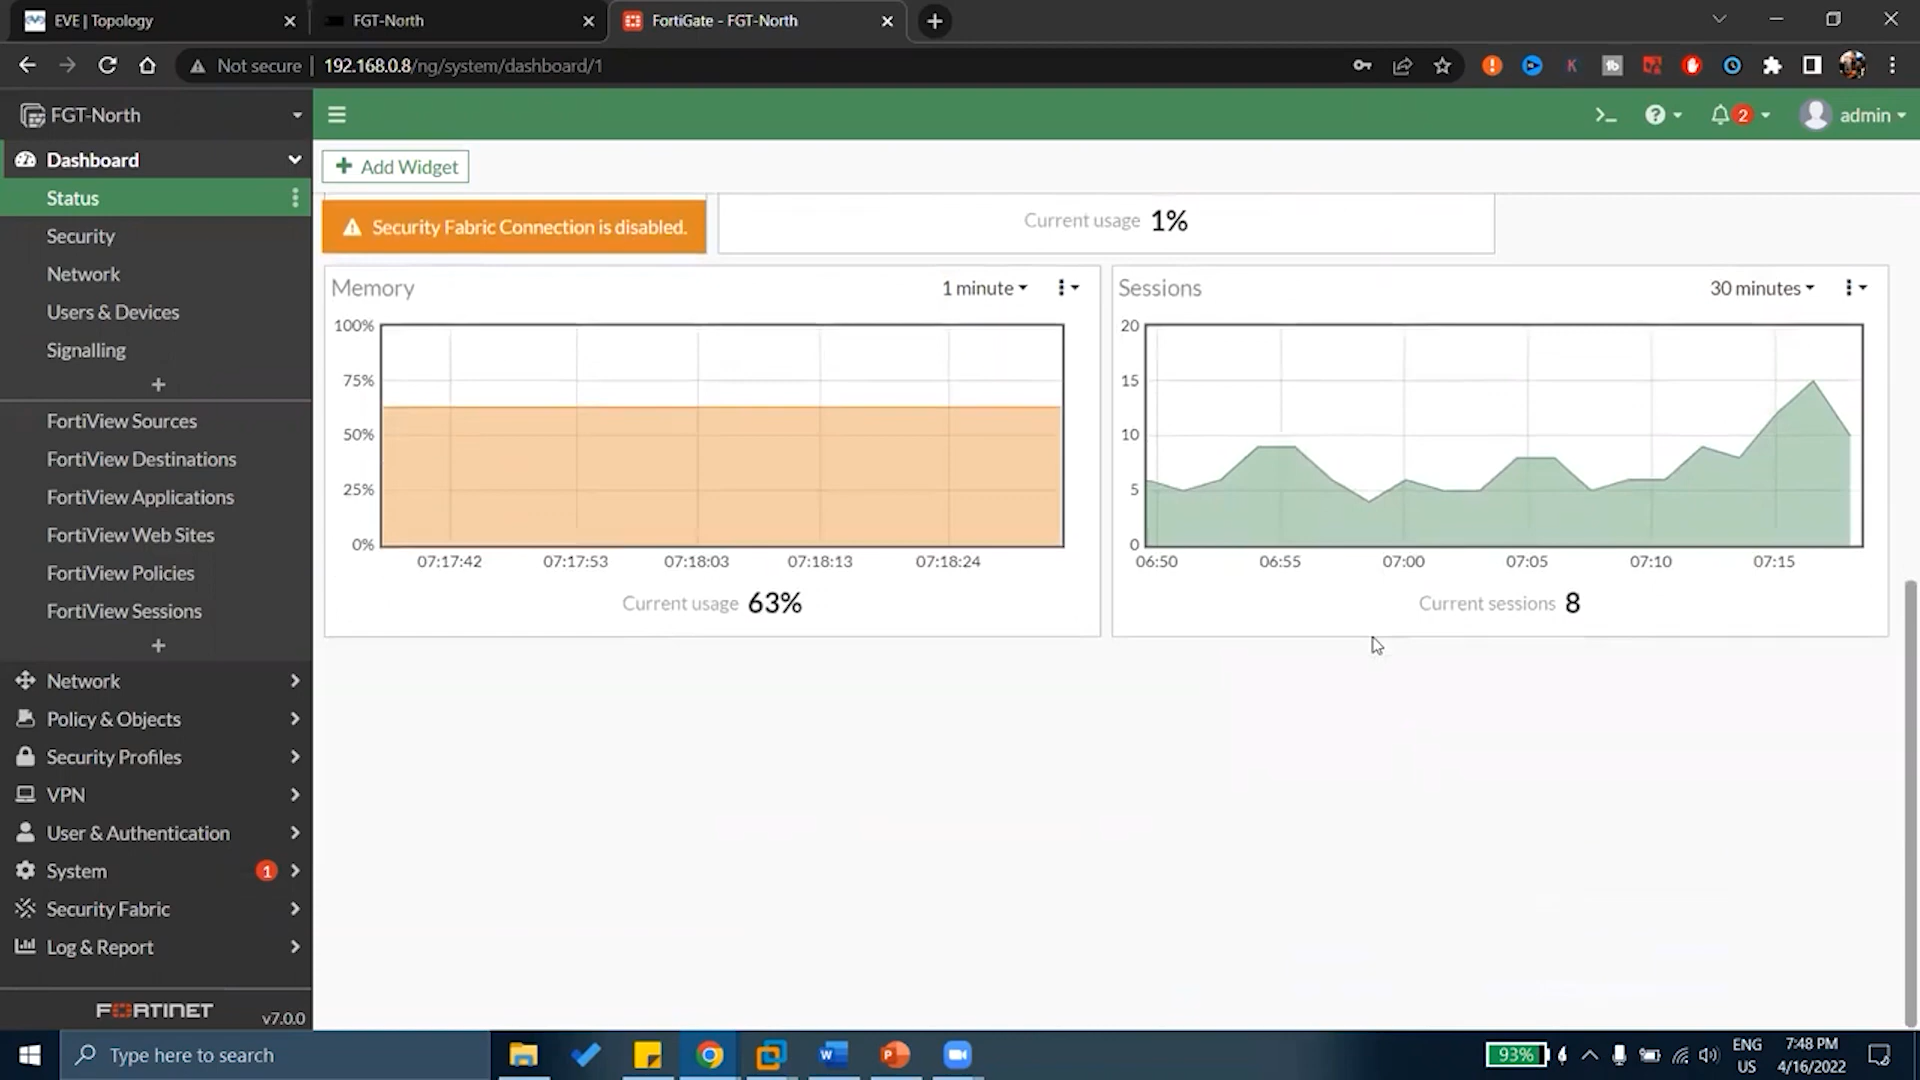 EVE | Topology
FGT-North
FortiGate - FGT-North
Not secure
192.168.0.8/ng/system/dashboard/1
FGT-North
>_
2
admin
Dashboard
Status
Security
Network
Users & Devices
Signalling
+
FortiView Sources
FortiView Destinations
FortiView Applications
FortiView Web Sites
FortiView Policies
FortiView Sessions
+
Network
Policy & Objects
Security Profiles
VPN
User & Authentication
System
1
Security Fabric
Log & Report
FORTINET
v7.0.0
+ Add Widget
Security Fabric Connection is disabled.
Current usage 1%
Memory
1 minute
100%
75%
50%
25%
0%
07:17:42 07:17:53 07:18:03 07:18:13 07:18:24
Current usage 63%
Sessions
30 minutes
20
15
10
5
0
06:50 06:55 07:00 07:05 07:10 07:15
Current sessions 8
Type here to search
93%
ENG
US
7:48 PM
4/16/2022